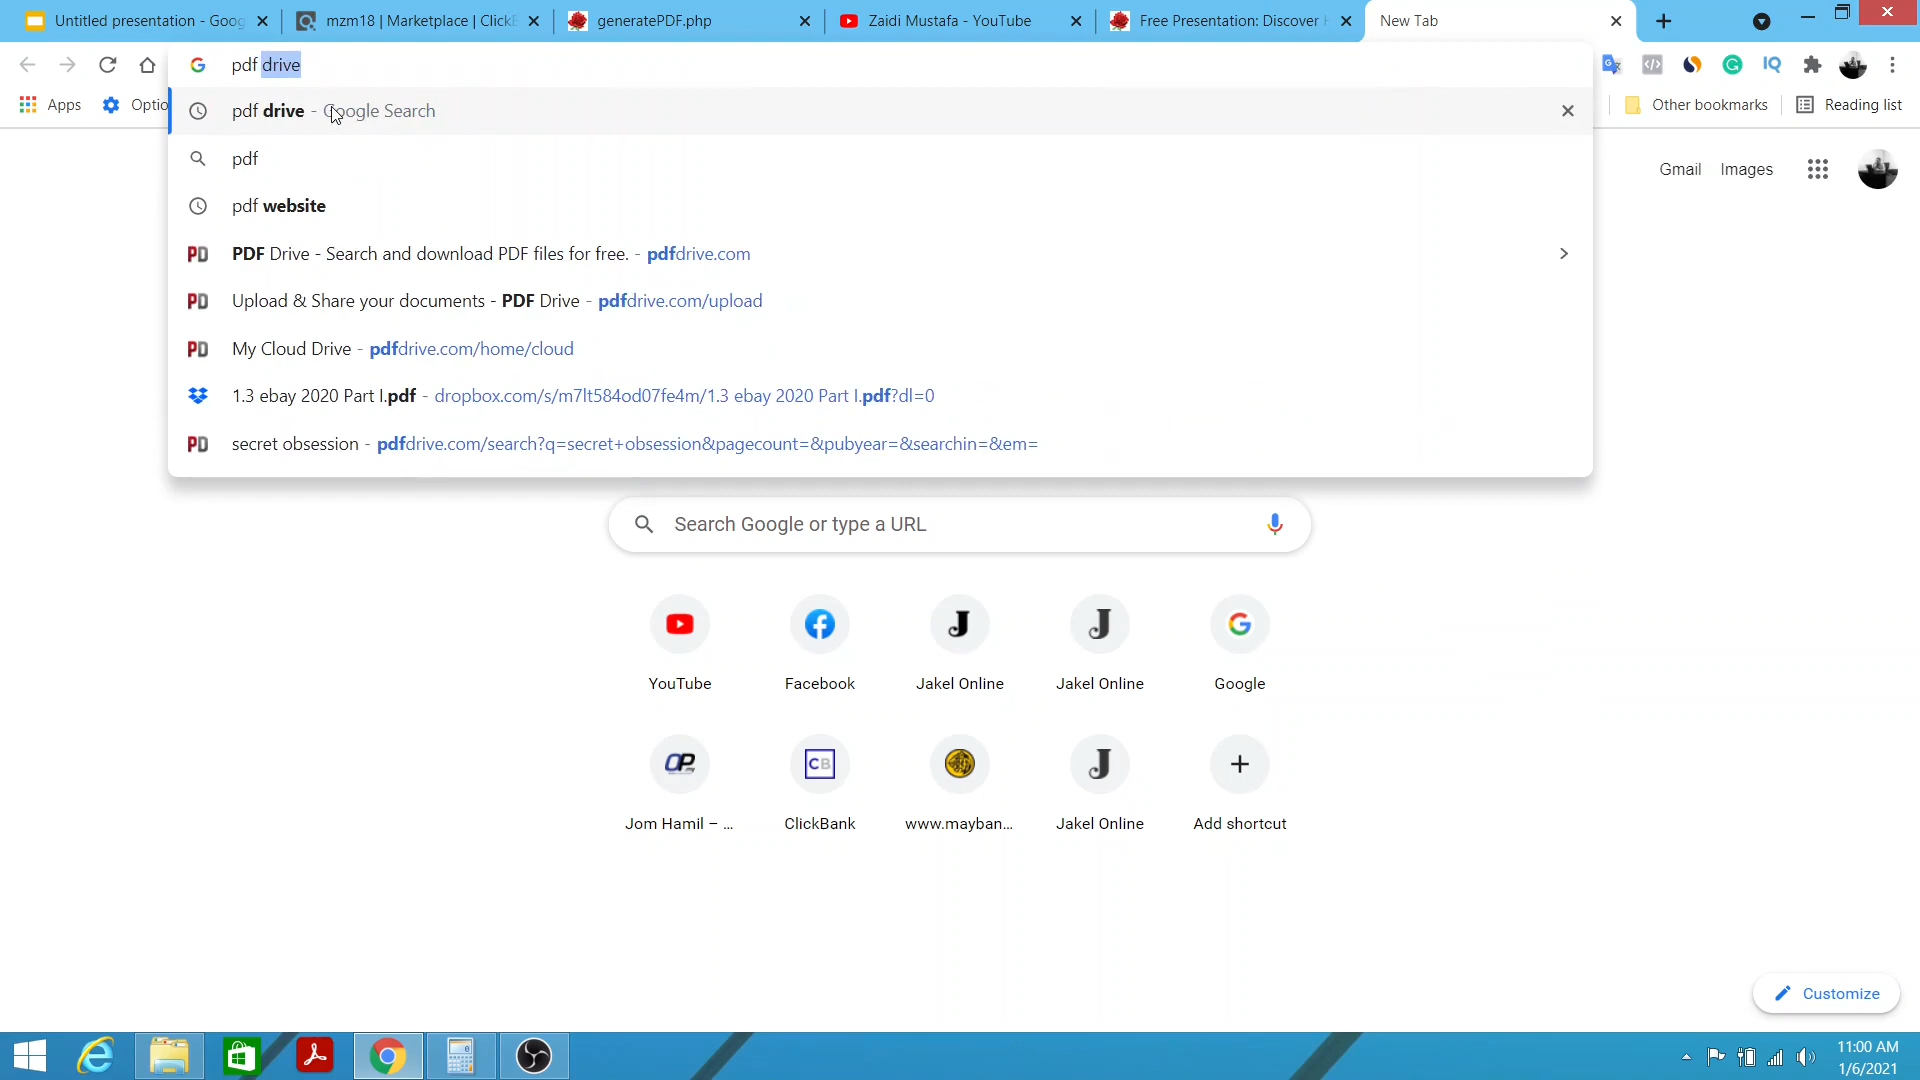 Untitled presentation - Goog
mzm18 | Marketplace | ClickB
generatePDF.php
Zaidi Mustafa - YouTube
Free Presentation: Discover H
New Tab
pdf drive
Apps
Optio
Other bookmarks
Reading list
pdf drive - Google Search
pdf
pdf website
PDF Drive - Search and download PDF files for free. - pdfdrive.com
Upload & Share your documents - PDF Drive - pdfdrive.com/upload
My Cloud Drive - pdfdrive.com/home/cloud
1.3 ebay 2020 Part I.pdf - dropbox.com/s/m7lt584od07fe4m/1.3 ebay 2020 Part I.pdf?dl=0
secret obsession - pdfdrive.com/search?q=secret+obsession&pagecount=&pubyear=&searchin=&em=
Gmail
Images
Search Google or type a URL
YouTube
Facebook
Jakel Online
Jakel Online
Google
Jom Hamil – ...
ClickBank
www.mayban...
Jakel Online
Add shortcut
Customize
11:00 AM
1/6/2021